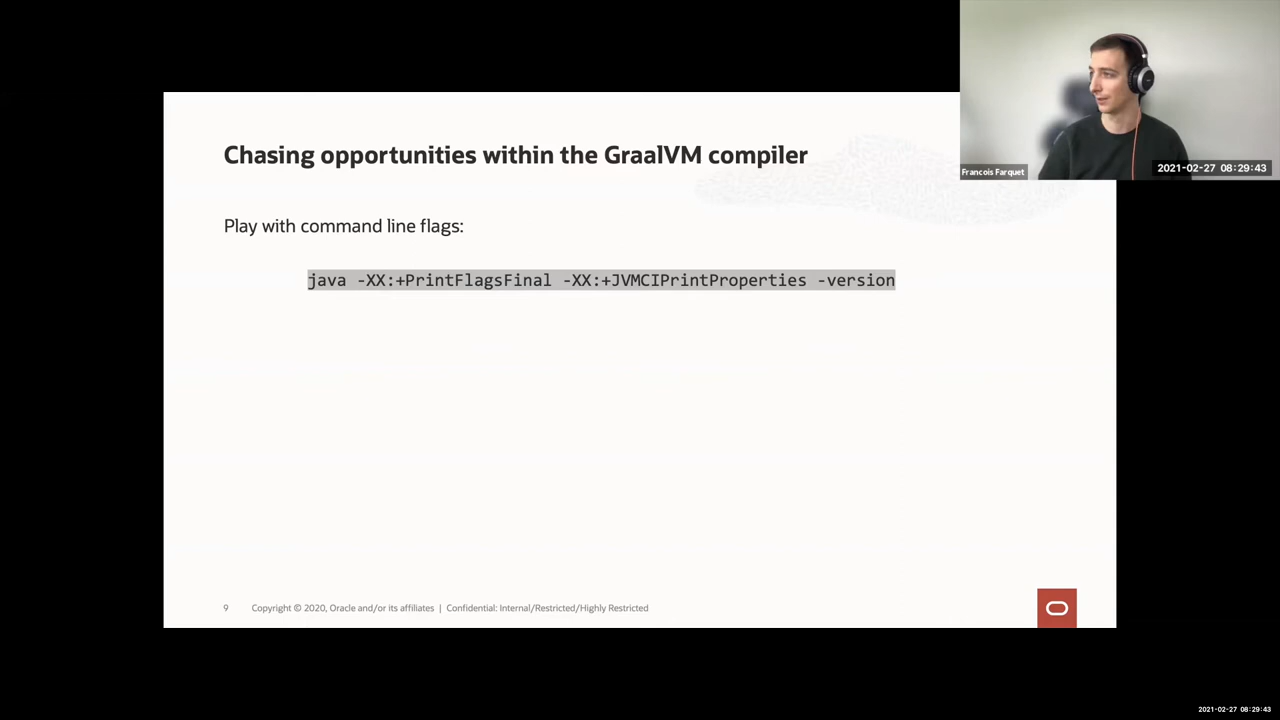 Chasing opportunities within the GraalVM compiler
Play with command line flags:
java -XX:+PrintFlagsFinal -XX:+JVMCIPrintProperties -version
9 Copyright © 2020, Oracle and/or its affiliates | Confidential: Internal/Restricted/Highly Restricted
Francois Farquet
2021-02-27 08:29:43
2021-02-27 08:29:43